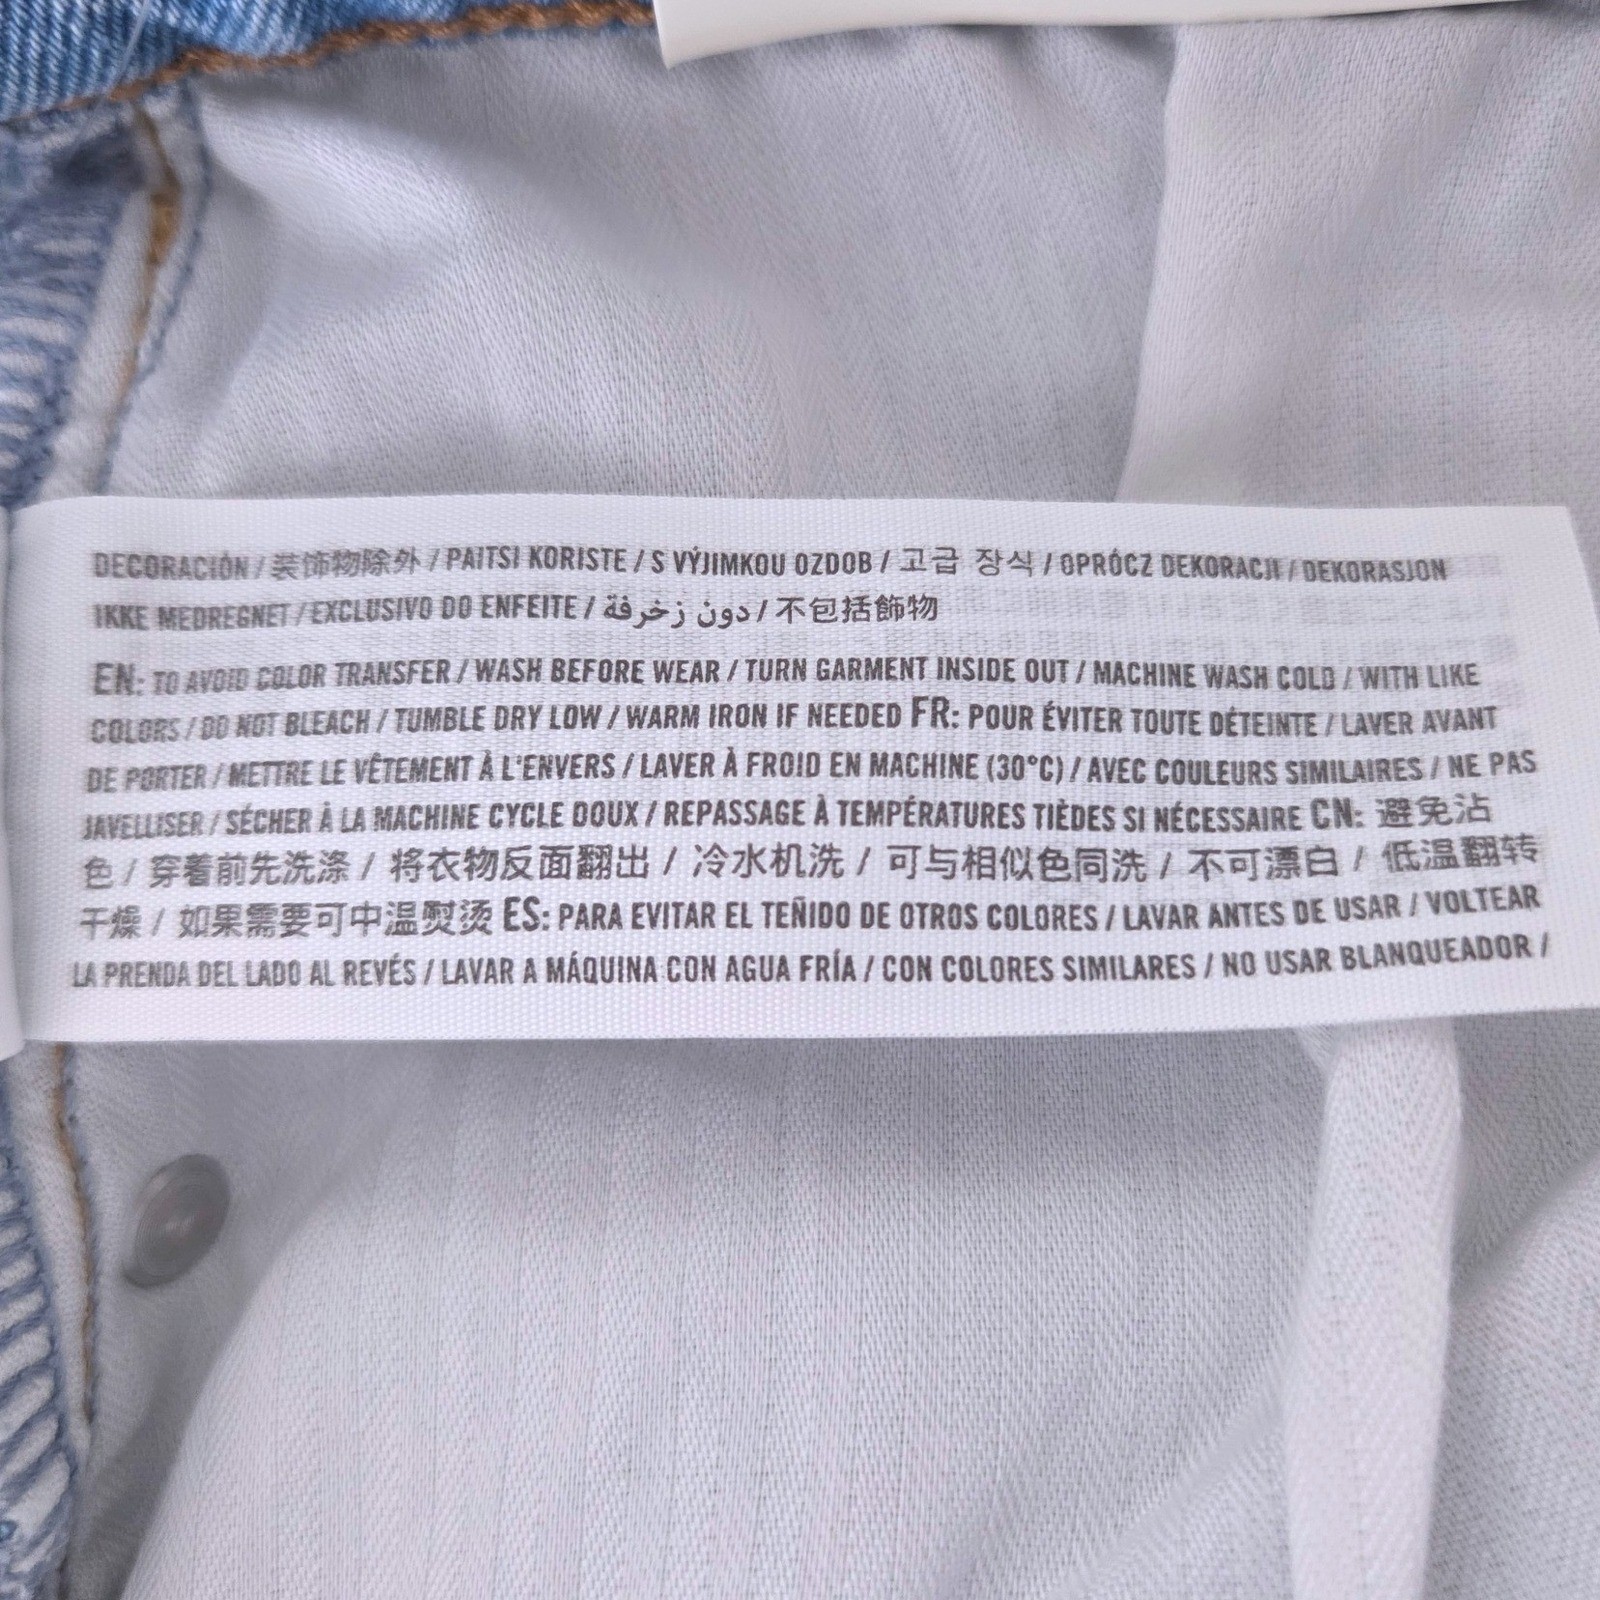 DECORACIÓN / 装饰物除外 / PAITSI KORISTE / S VÝJIMKOU OZDOB / 고급 장식 / OPRÓCZ DEKORACJI / DEKORASJON
IKKE MEDREGNET / EXCLUSIVO DO ENFEITE / دون زخرفة / 不包括飾物
EN: TO AVOID COLOR TRANSFER / WASH BEFORE WEAR / TURN GARMENT INSIDE OUT / MACHINE WASH COLD / WITH LIKE
COLORS / DO NOT BLEACH / TUMBLE DRY LOW / WARM IRON IF NEEDED FR: POUR ÉVITER TOUTE DÉTEINTE / LAVER AVANT
DE PORTER / METTRE LE VÊTEMENT À L'ENVERS / LAVER À FROID EN MACHINE (30°C) / AVEC COULEURS SIMILAIRES / NE PAS
JAVELLISER / SÉCHER À LA MACHINE CYCLE DOUX / REPASSAGE À TEMPÉRATURES TIÈDES SI NÉCESSAIRE CN: 避免沾
色 / 穿着前先洗涤 / 将衣物反面翻出 / 冷水机洗 / 可与相似色同洗 / 不可漂白 / 低温翻转
干燥 / 如果需要可中温熨烫 ES: PARA EVITAR EL TEÑIDO DE OTROS COLORES / LAVAR ANTES DE USAR / VOLTEAR
LA PRENDA DEL LADO AL REVÉS / LAVAR A MÁQUINA CON AGUA FRÍA / CON COLORES SIMILARES / NO USAR BLANQUEADOR /